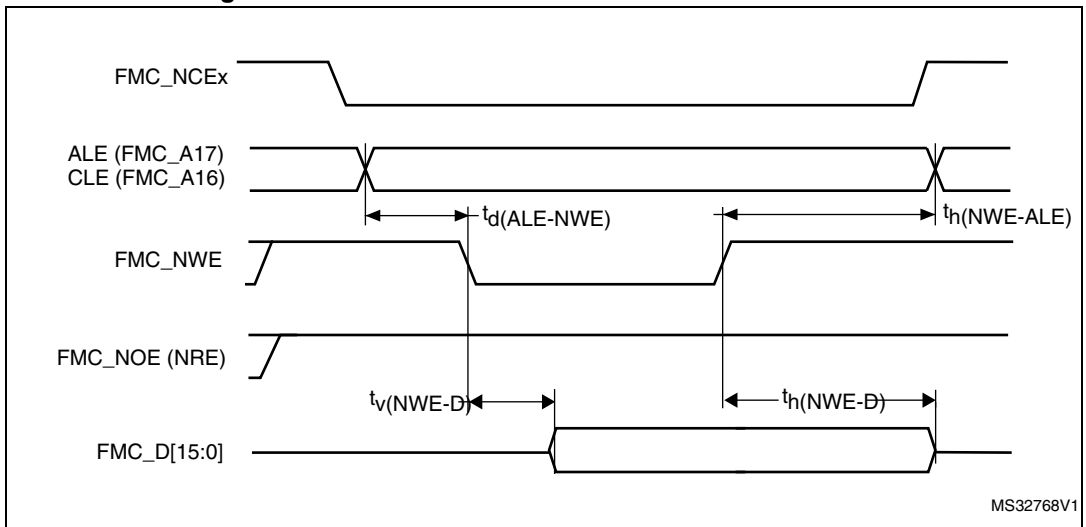 FMC_NCEx
ALE (FMC_A17)
CLE (FMC_A16)
td(ALE-NWE)
th(NWE-ALE)
FMC_NWE
FMC_NOE (NRE)
tv(NWE-D)
th(NWE-D)
FMC_D[15:0]
MS32768V1